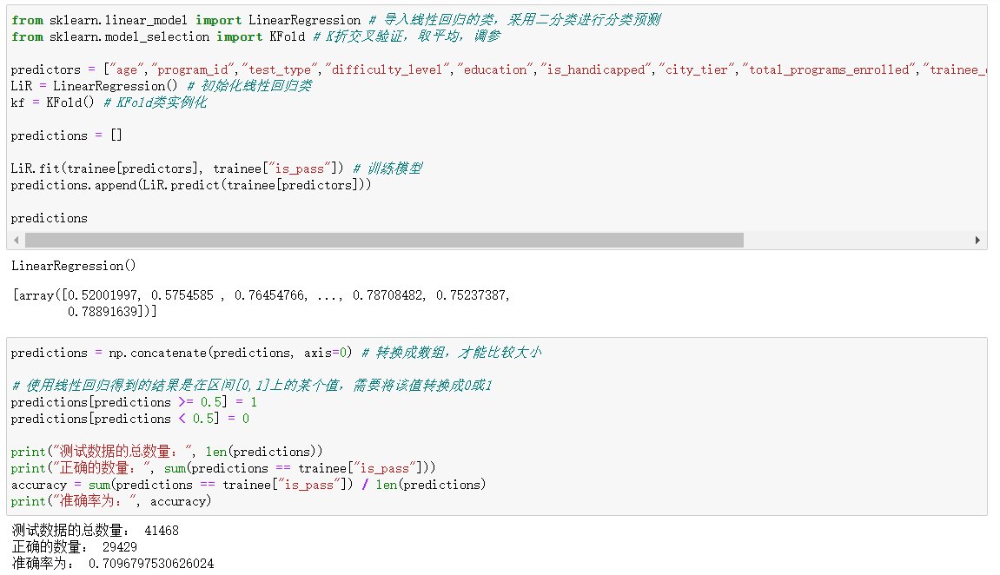 from sklearn.linear_model import LinearRegression # 导入线性回归的类，采用二分类进行分类预测
from sklearn.model_selection import KFold # K折交叉验证，取平均，调参
predictors = ["age","program_id","test_type","difficulty_level","education","is_handicapped","city_tier","total_programs_enrolled","trainee_
LiR = LinearRegression() # 初始化线性回归类
kf = KFold() # KFold类实例化
predictions = []
LiR.fit(trainee[predictors], trainee["is_pass"]) # 训练模型
predictions.append(LiR.predict(trainee[predictors]))
predictions
LinearRegression()
[array([0.52001997, 0.5754585 , 0.76454766, ..., 0.78708482, 0.75237387,
0.78891639])]
predictions = np.concatenate(predictions, axis=0) # 转换成数组，才能比较大小
# 使用线性回归得到的结果是在区间[0,1]上的某个值，需要将该值转换成0或1
predictions[predictions >= 0.5] = 1
predictions[predictions < 0.5] = 0
print("测试数据的总数量：", len(predictions))
print("正确的数量：", sum(predictions == trainee["is_pass"]))
accuracy = sum(predictions == trainee["is_pass"]) / len(predictions)
print("准确率为：", accuracy)
测试数据的总数量： 41468
正确的数量： 29429
准确率为： 0.7096797530626024